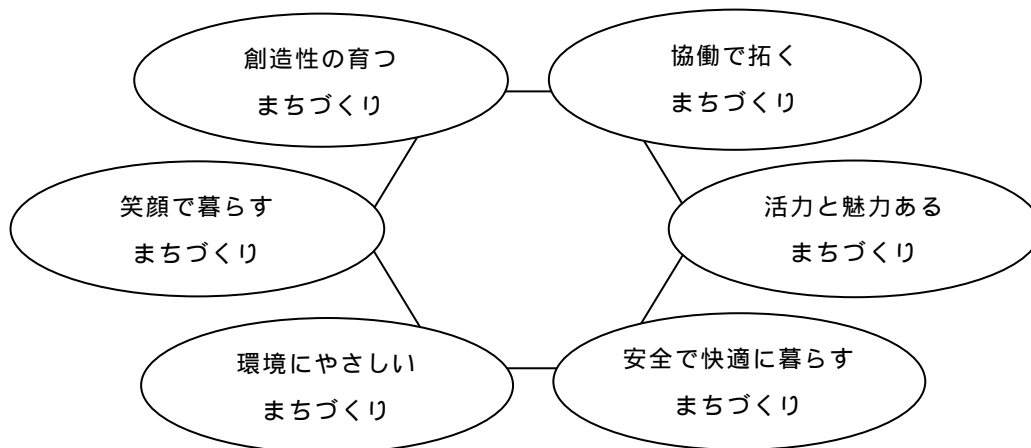 創造性の育つ
まちづくり
協働で拓く
まちづくり
笑顔で暮らす
まちづくり
活力と魅力ある
まちづくり
環境にやさしい
まちづくり
安全で快適に暮らす
まちづくり